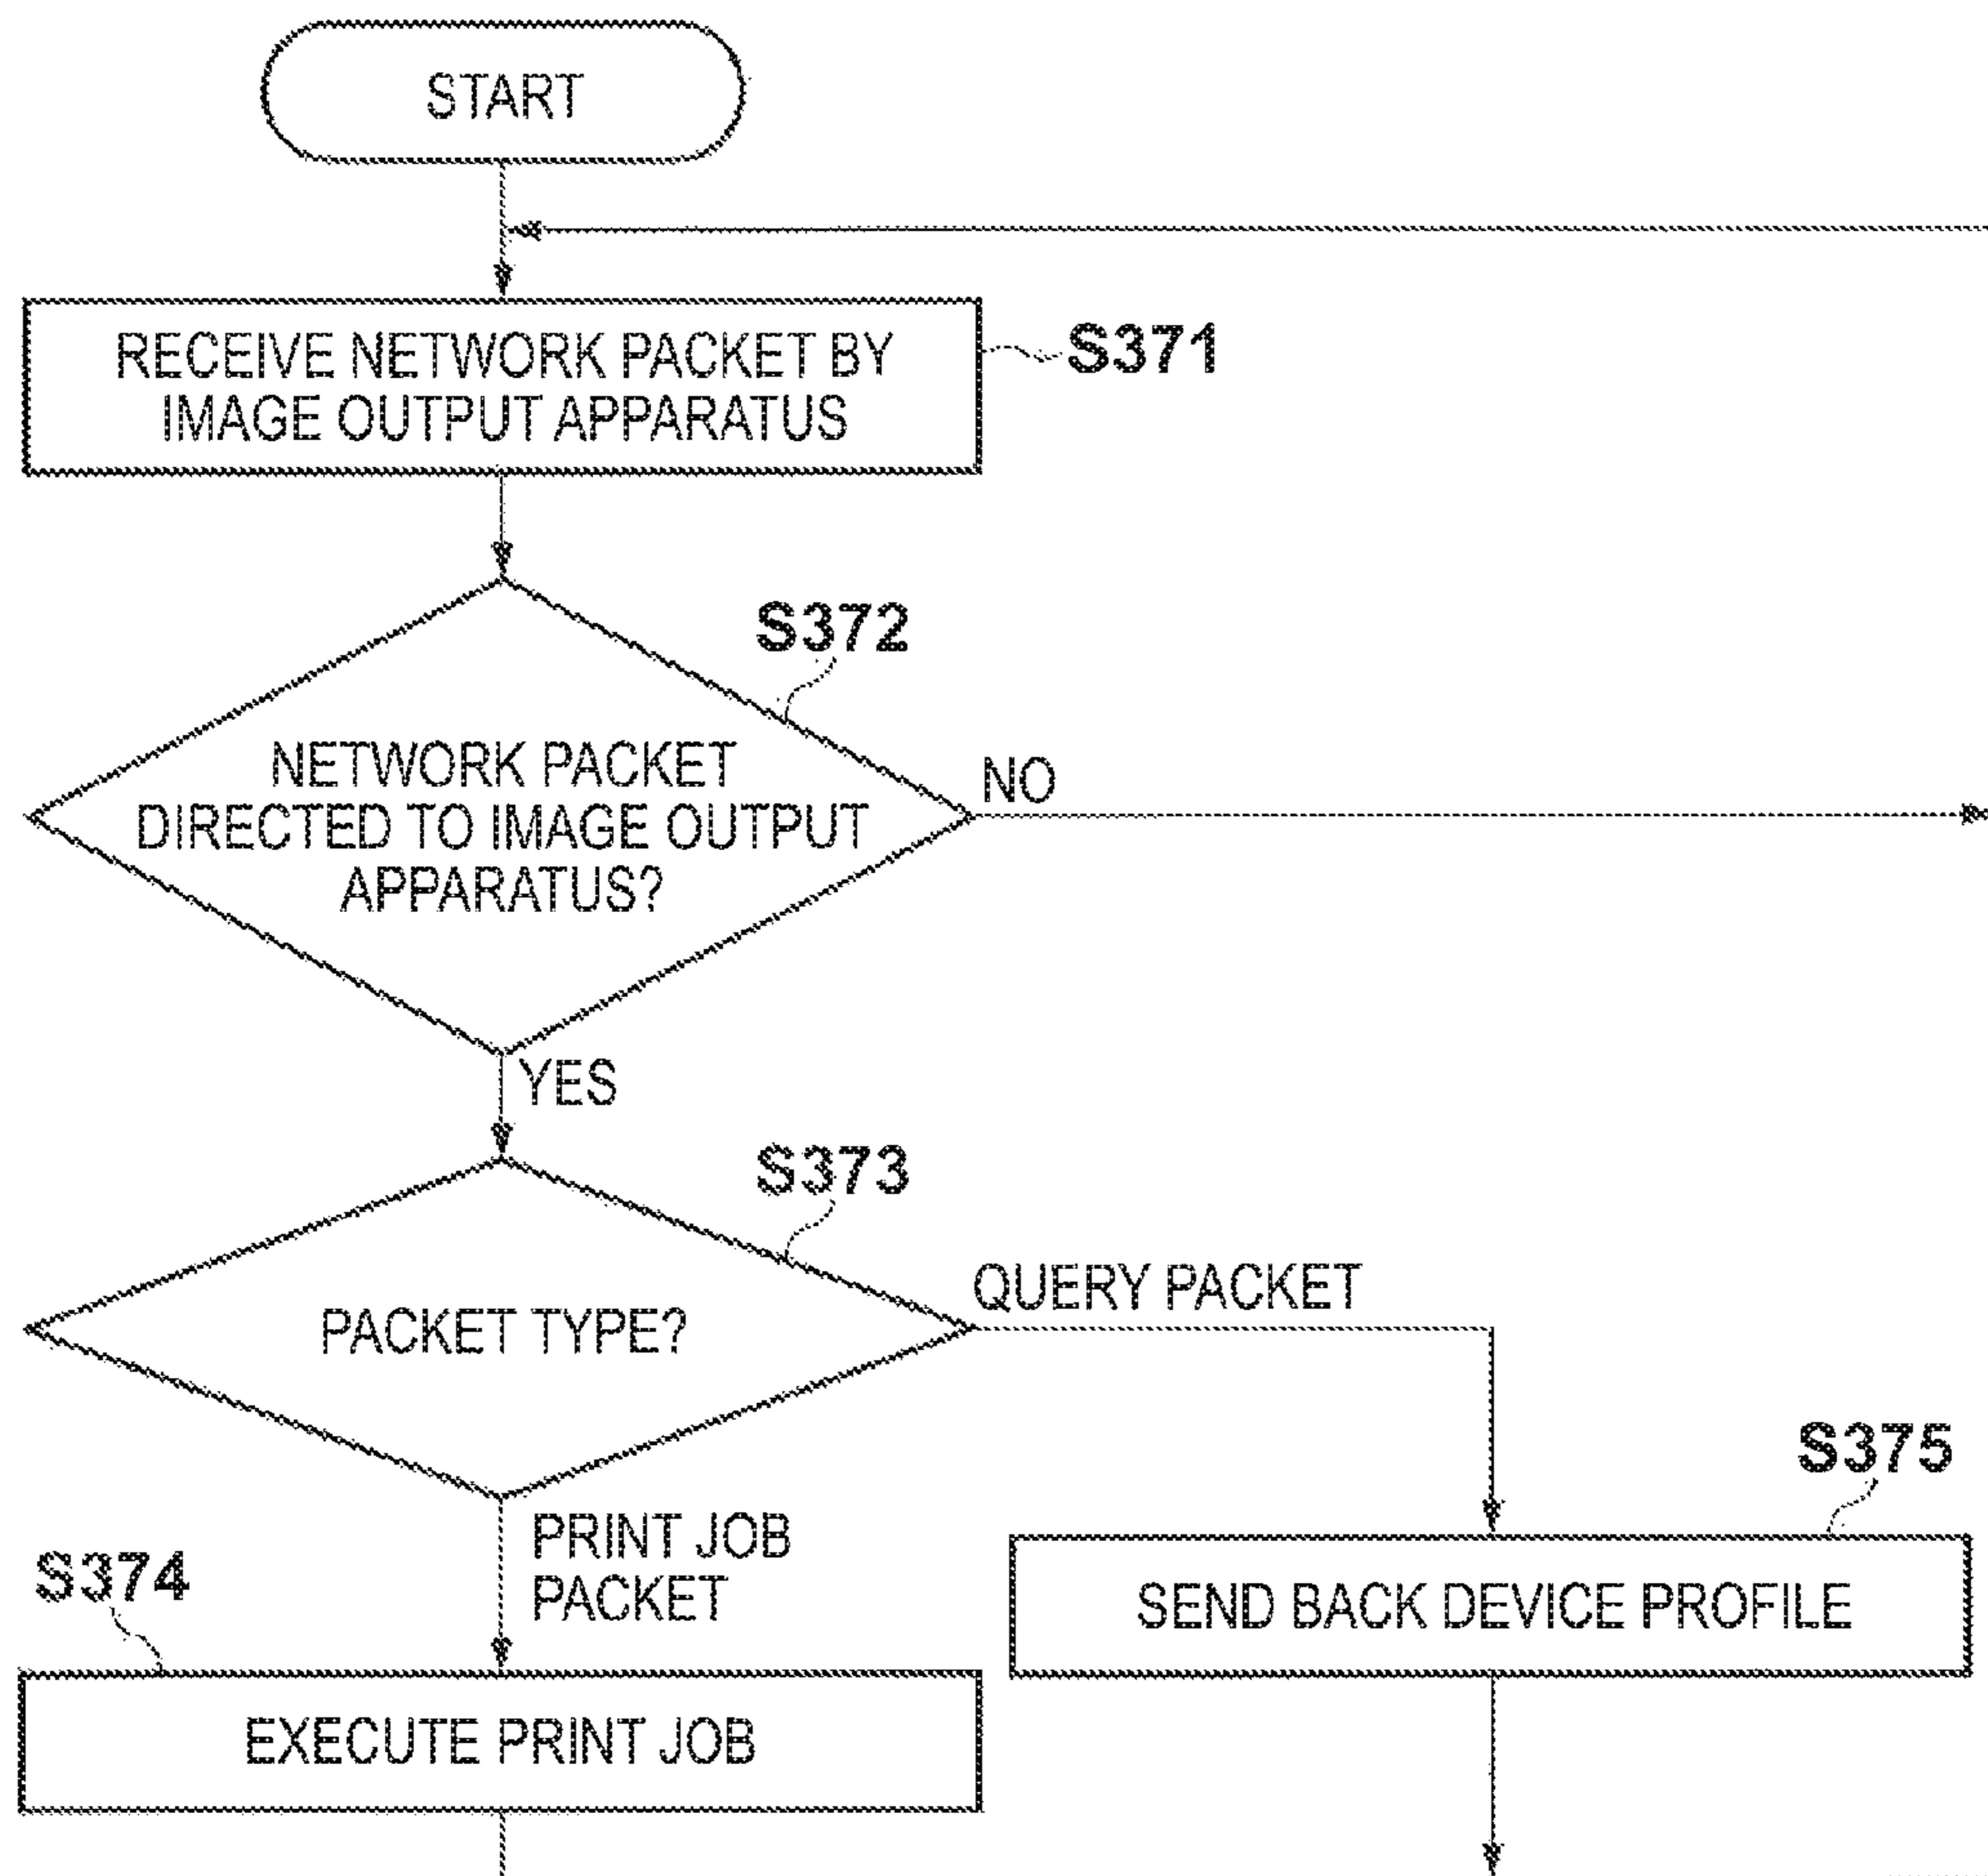 START
RECEIVE NETWORK PACKET BY
IMAGE OUTPUT APPARATUS
S371
S372
NETWORK PACKET
DIRECTED TO IMAGE OUTPUT
APPARATUS?
NO
YES
S373
PACKET TYPE?
QUERY PACKET
PRINT JOB
PACKET
S375
SEND BACK DEVICE PROFILE
S374
EXECUTE PRINT JOB